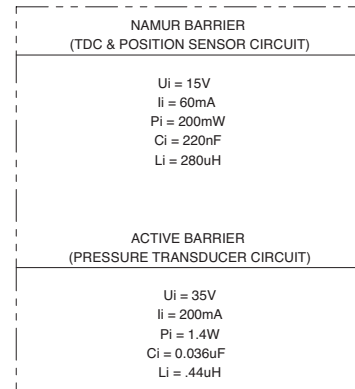 NAMUR BARRIER
(TDC & POSITION SENSOR CIRCUIT)
Ui = 15V
Ii = 60mA
Pi = 200mW
Ci = 220nF
Li = 280uH
ACTIVE BARRIER
(PRESSURE TRANSDUCER CIRCUIT)
Ui = 35V
Ii = 200mA
Pi = 1.4W
Ci = 0.036uF
Li = .44uH